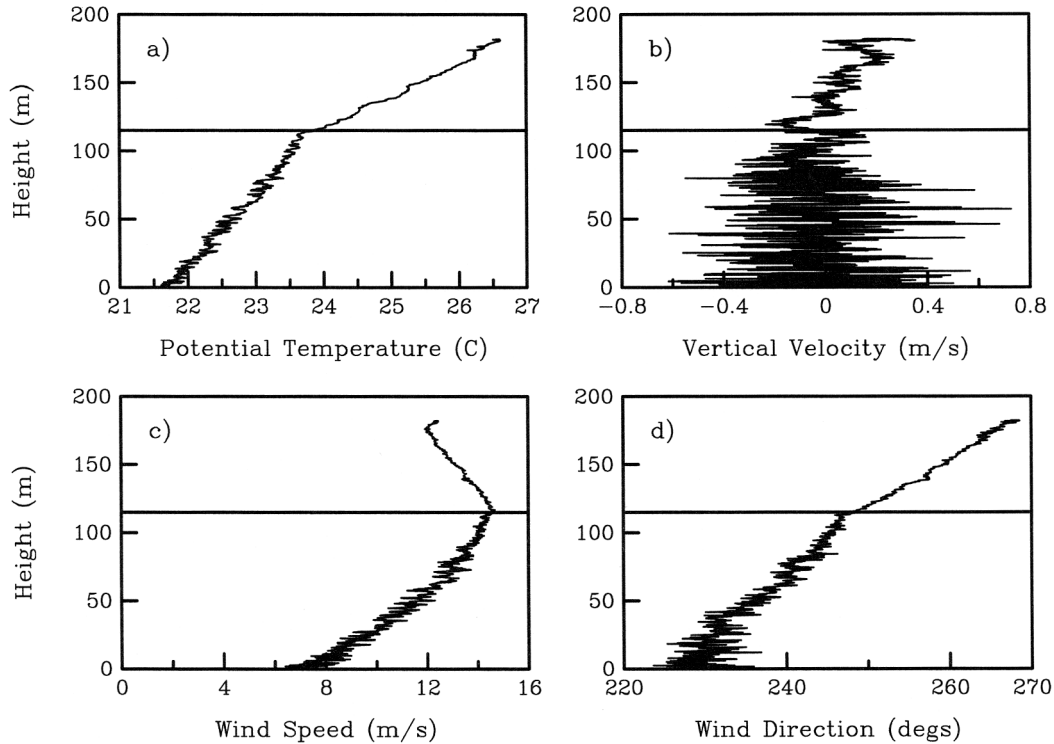 a)
200
150
100
50
0
Height (m)
21 22 23 24 25 26 27
Potential Temperature (C)
b)
200
150
100
50
0
−0.8 −0.4 0 0.4 0.8
Vertical Velocity (m/s)
c)
200
150
100
50
0
Height (m)
0 4 8 12 16
Wind Speed (m/s)
d)
200
150
100
50
0
220 230 240 250 260 270
Wind Direction (degs)